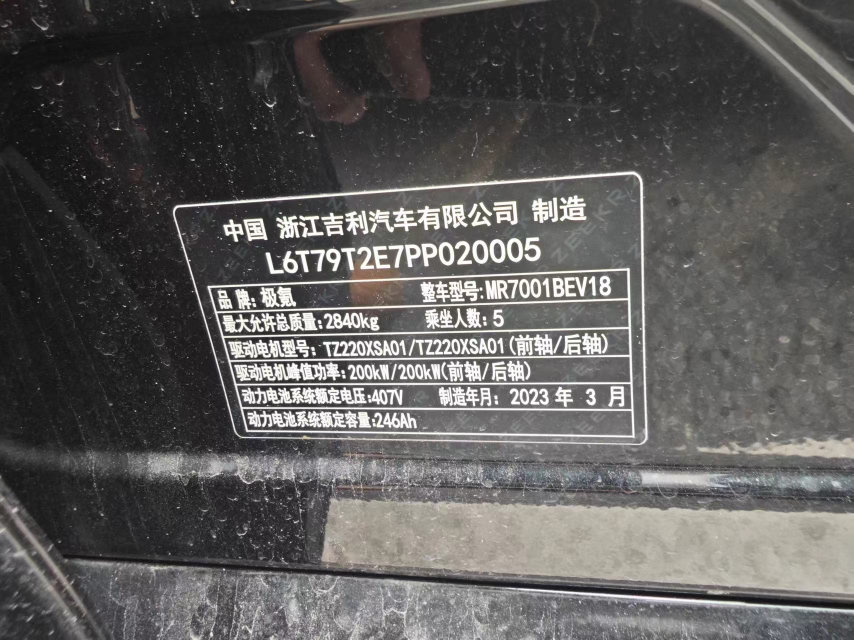 中国 浙江吉利汽车有限公司 制造
L6T79T2E7PP020005
品牌:极氪 整车型号:MR7001BEV18
最大允许总质量:2840kg 乘坐人数:5
驱动电机型号:TZ220XSA01/TZ220XSA01(前轴/后轴)
驱动电机峰值功率:200kW/200kW(前轴/后轴)
动力电池系统额定电压:407V 制造年月:2023年 3月
动力电池系统额定容量:246Ah